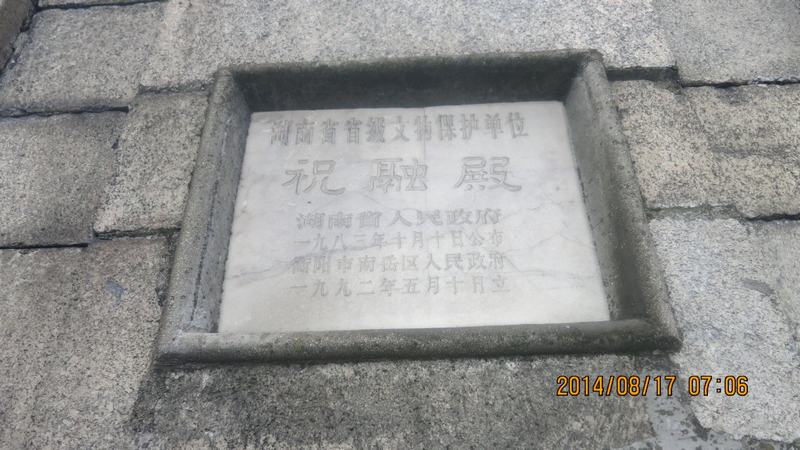 湖南省省级文物保护单位
祝融殿
湖南省人民政府
一九八三年十月十日公布
衡阳市南岳区人民政府
一九九二年五月十日立
2014/08/17 07:06